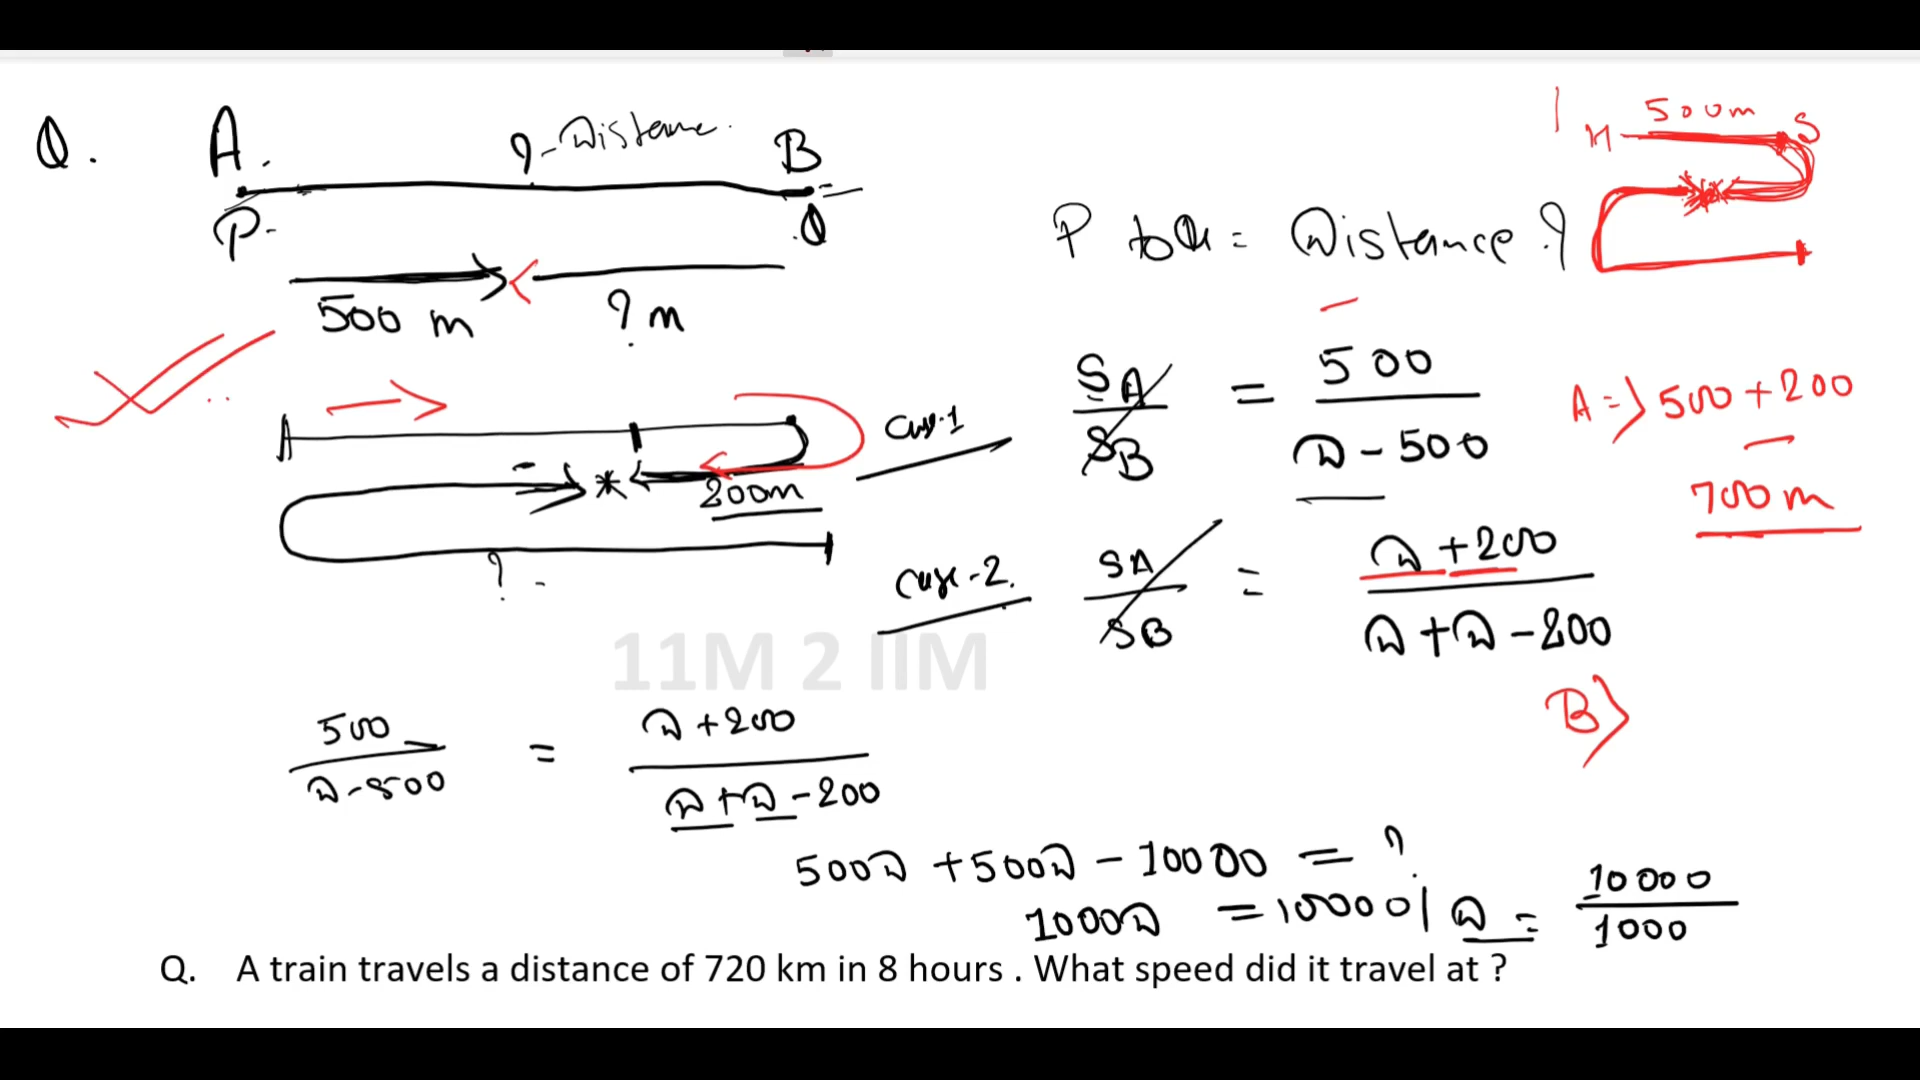 Q. A. ?-Distance. B
P. Q
500 m ? m
P to Q = Distance ?
H 500m S
A
200m
?
Case-1 SA/SB = 500/D-500
A => 500+200
700 m
Case-2. SA/SB = D+200/D+D-200
B)
11M 2 IIM
500/D-500 = D+200/D+D-200
500D +500D - 10000 = ?
1000D = 10000 | D = 10000/1000
Q. A train travels a distance of 720 km in 8 hours . What speed did it travel at ?